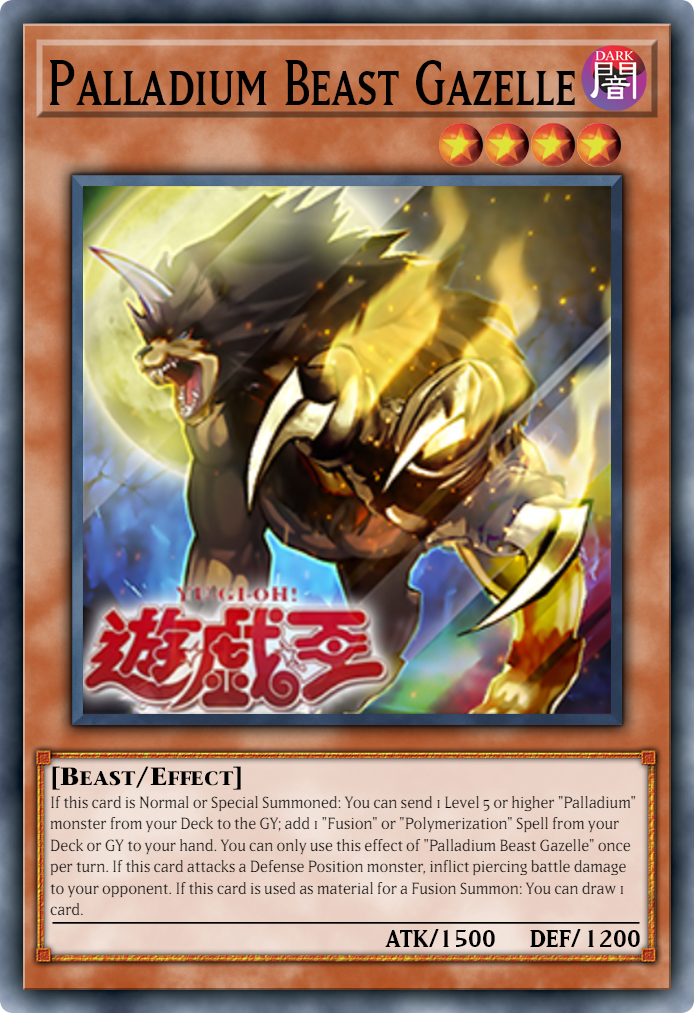 Palladium Beast Gazelle
DARK
闇
YU-GI-OH!
遊戯王
[Beast/Effect]
If this card is Normal or Special Summoned: You can send 1 Level 5 or higher "Palladium"
monster from your Deck to the GY; add 1 "Fusion" or "Polymerization" Spell from your
Deck or GY to your hand. You can only use this effect of "Palladium Beast Gazelle" once
per turn. If this card attacks a Defense Position monster, inflict piercing battle damage
to your opponent. If this card is used as material for a Fusion Summon: You can draw 1
card.
ATK/1500 DEF/ 1200